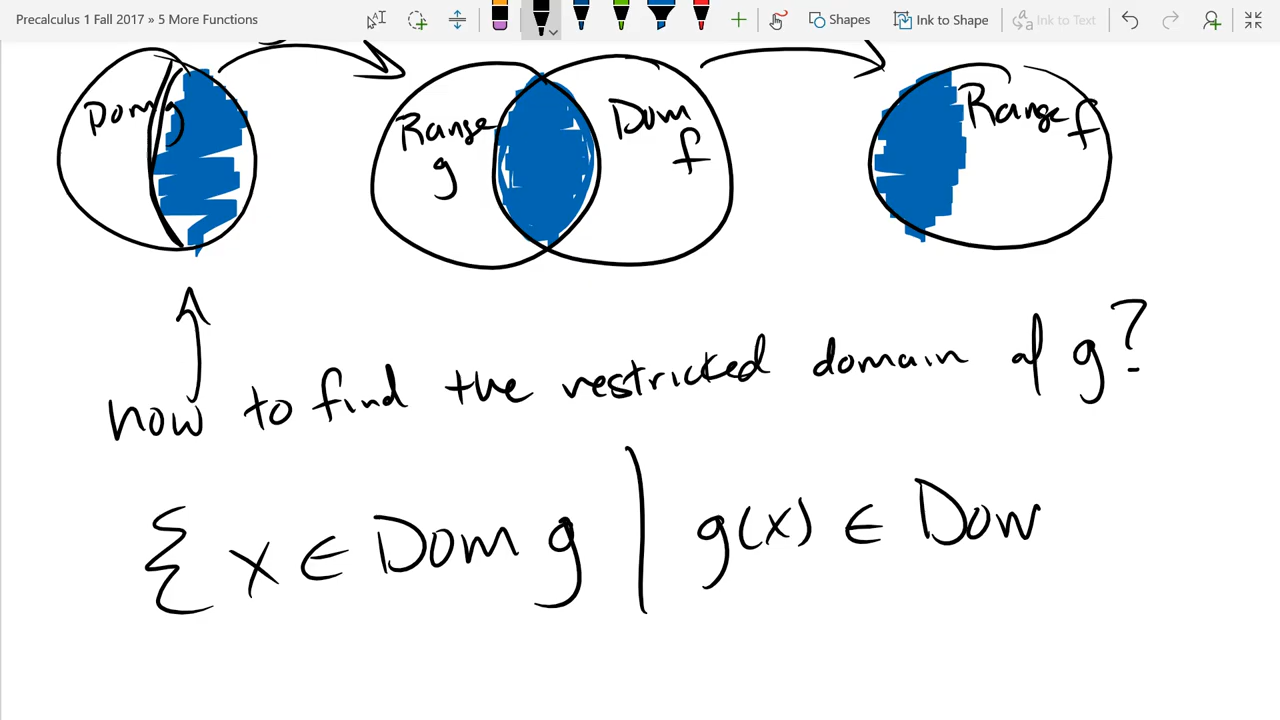 Precalculus 1 Fall 2017 » 5 More Functions
Shapes
Ink to Shape
Ink to Text
Dom g
Range g
Dom f
Range f
how to find the restricted domain of g?
{ x ∈ Dom g | g(x) ∈ Dom